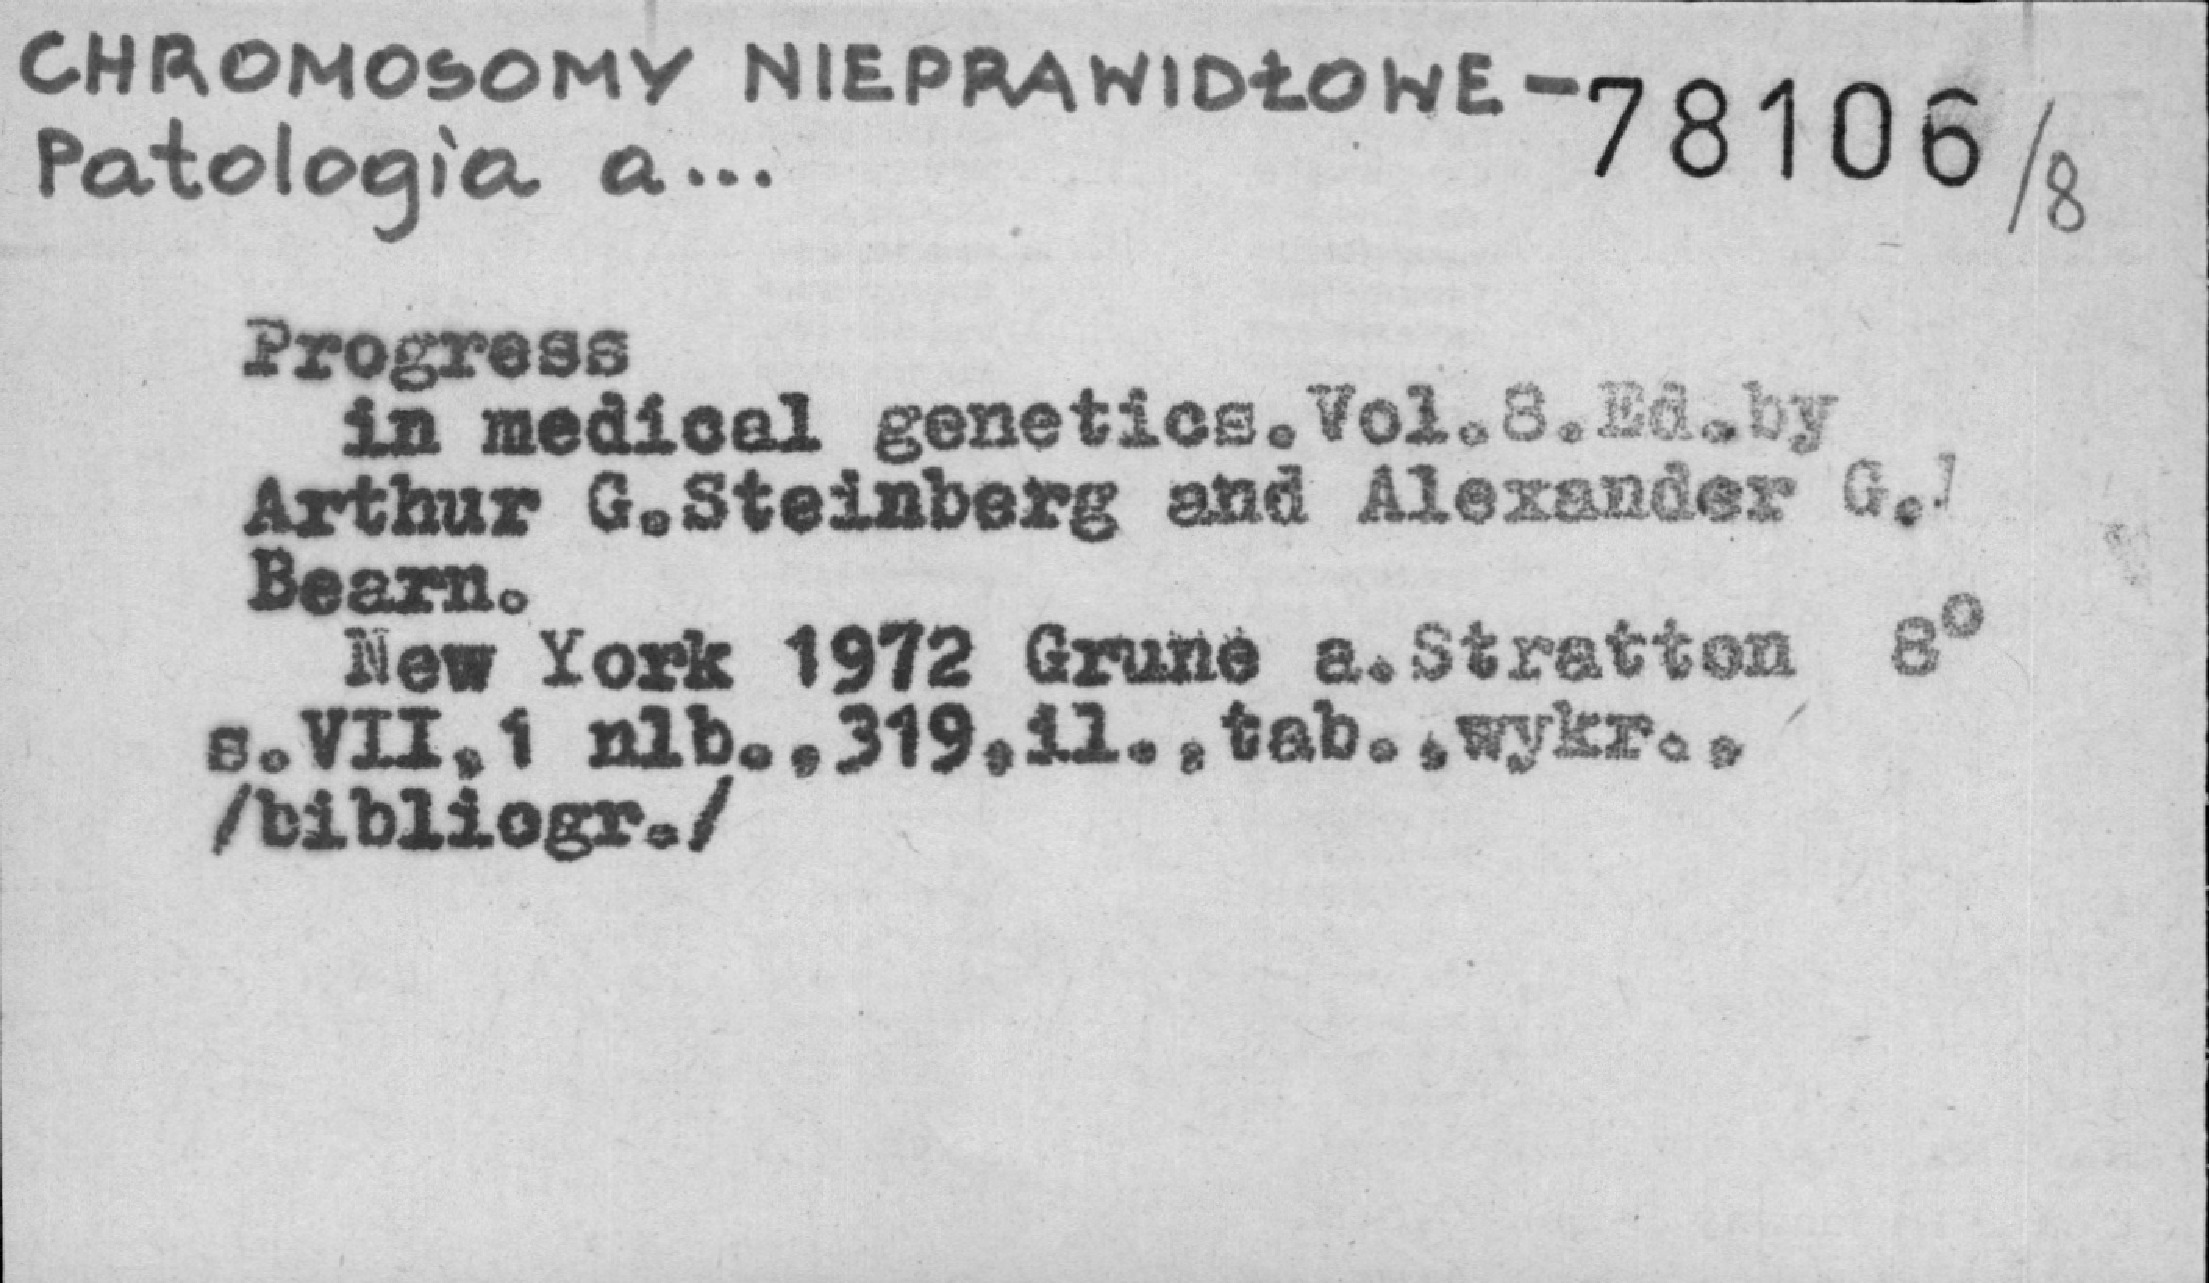 CHROMOSOMY NIEPRAWIDŁOWE - 78106/8
Patologia a...
Progress
in medical genetics.Vol.8.Ed.by
Arthur G.Steinberg and Alexander G.
Bearn.
New York 1972 Grune a.Stratton 8°
s.VII,1 nlb.,319,il.,tab.,wykr.,
/bibliogr./